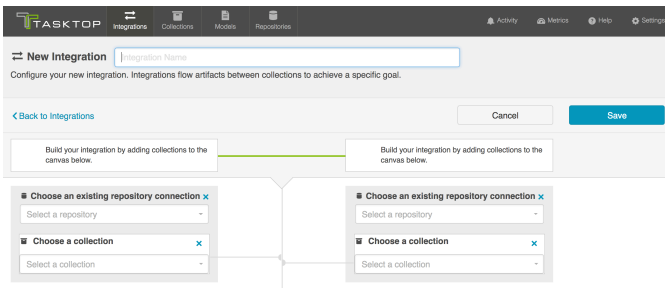 TASKTOP
Integrations
Collections
Models
Repositories
Activity
Metrics
Help
Settings
New Integration
Integration Name
Configure your new integration. Integrations flow artifacts between collections to achieve a specific goal.
Back to Integrations
Cancel
Save
Build your integration by adding collections to the
canvas below.
Build your integration by adding collections to the
canvas below.
Choose an existing repository connection ×
Select a repository
Choose a collection ×
Select a collection
Choose an existing repository connection ×
Select a repository
Choose a collection ×
Select a collection